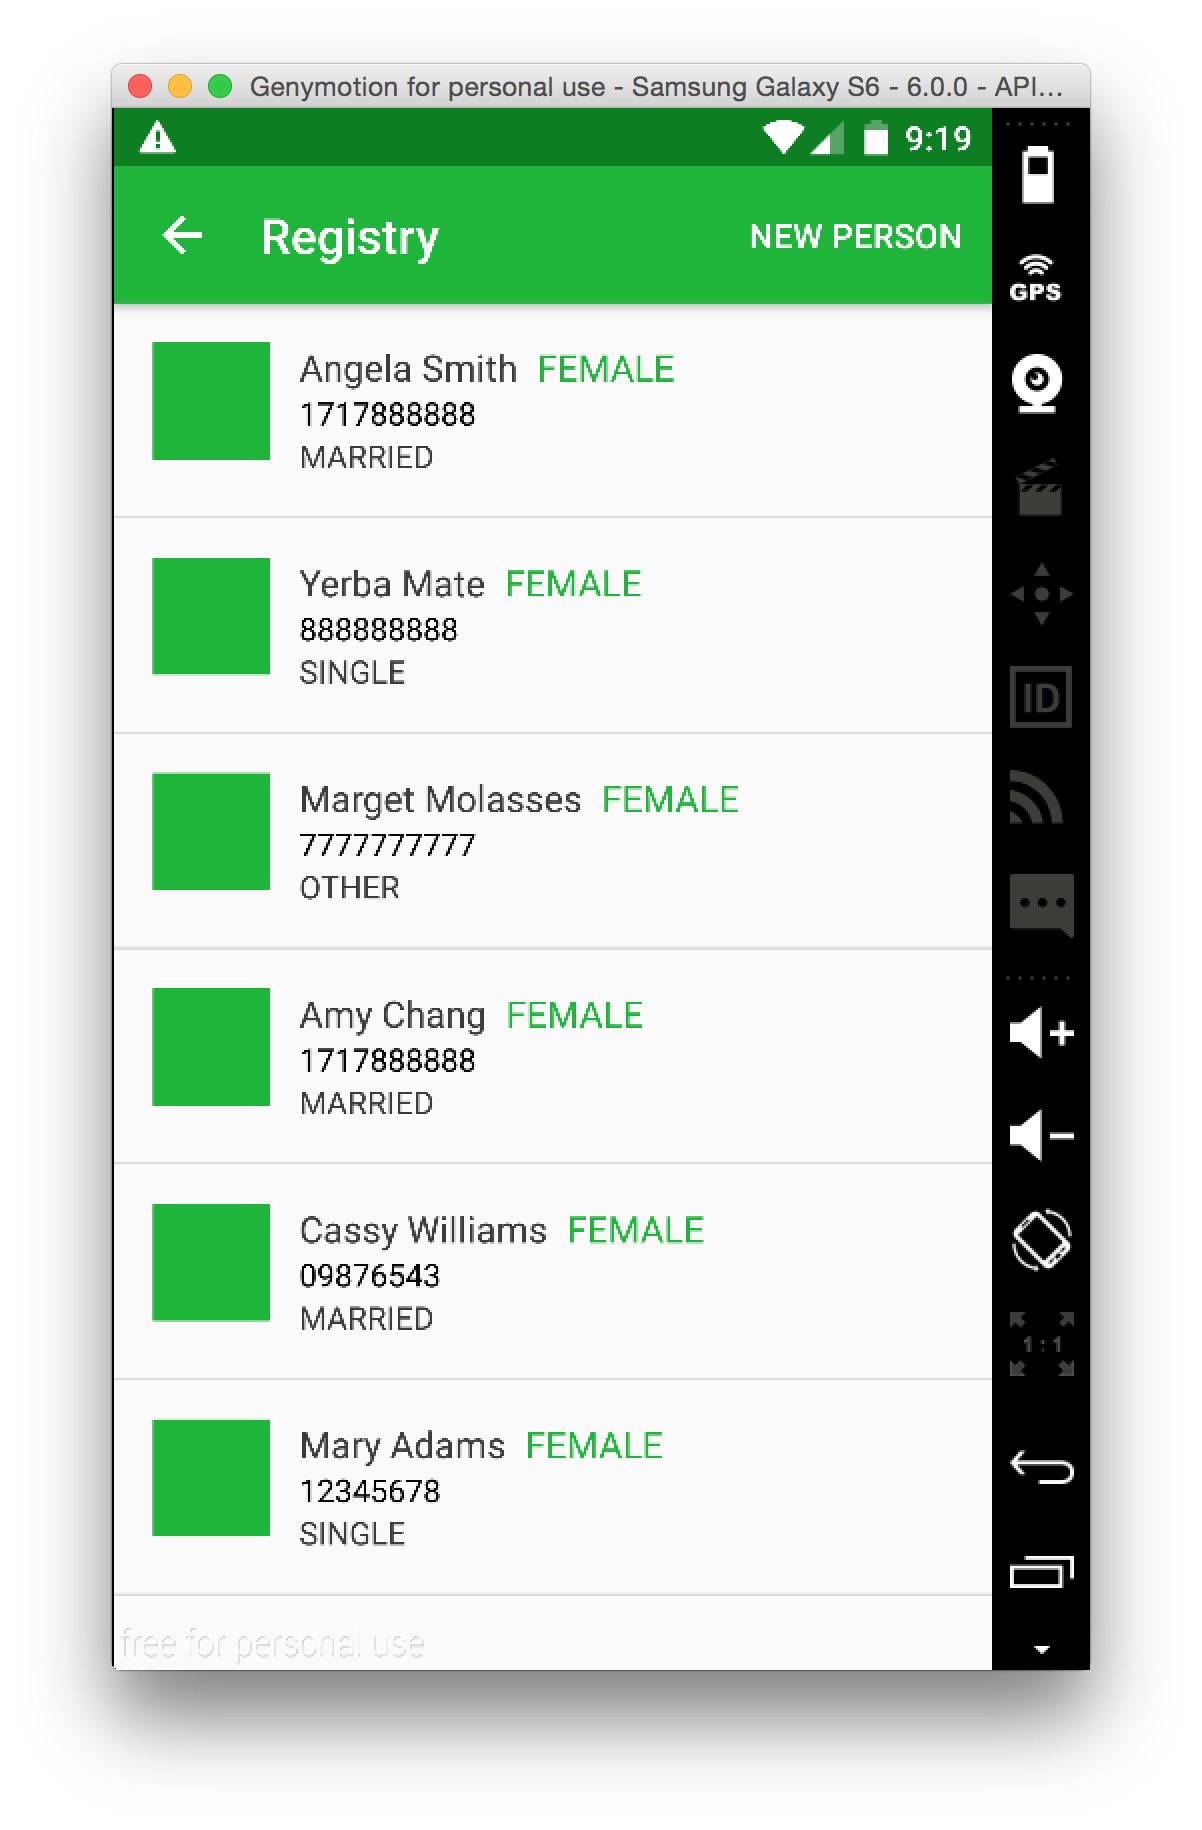 Genymotion for personal use - Samsung Galaxy S6 - 6.0.0 - API...
9:19
Registry NEW PERSON
GPS
Angela Smith FEMALE
1717888888
MARRIED
Yerba Mate FEMALE
888888888
SINGLE
ID
Marget Molasses FEMALE
7777777777
OTHER
Amy Chang FEMALE
1717888888
MARRIED
Cassy Williams FEMALE
09876543
MARRIED
1:1
Mary Adams FEMALE
12345678
SINGLE
free for personal use